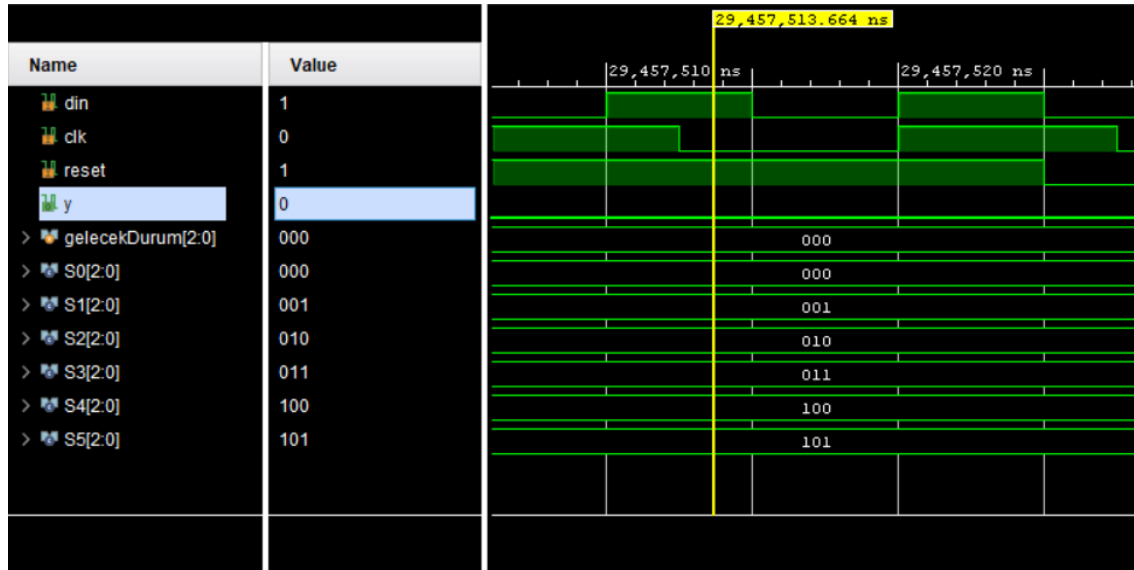 29,457,513.664 ns
Name Value
29,457,510 ns 29,457,520 ns
din 1
clk 0
reset 1
y 0
> gelecekDurum[2:0] 000 000
> S0[2:0] 000 000
> S1[2:0] 001 001
> S2[2:0] 010 010
> S3[2:0] 011 011
> S4[2:0] 100 100
> S5[2:0] 101 101